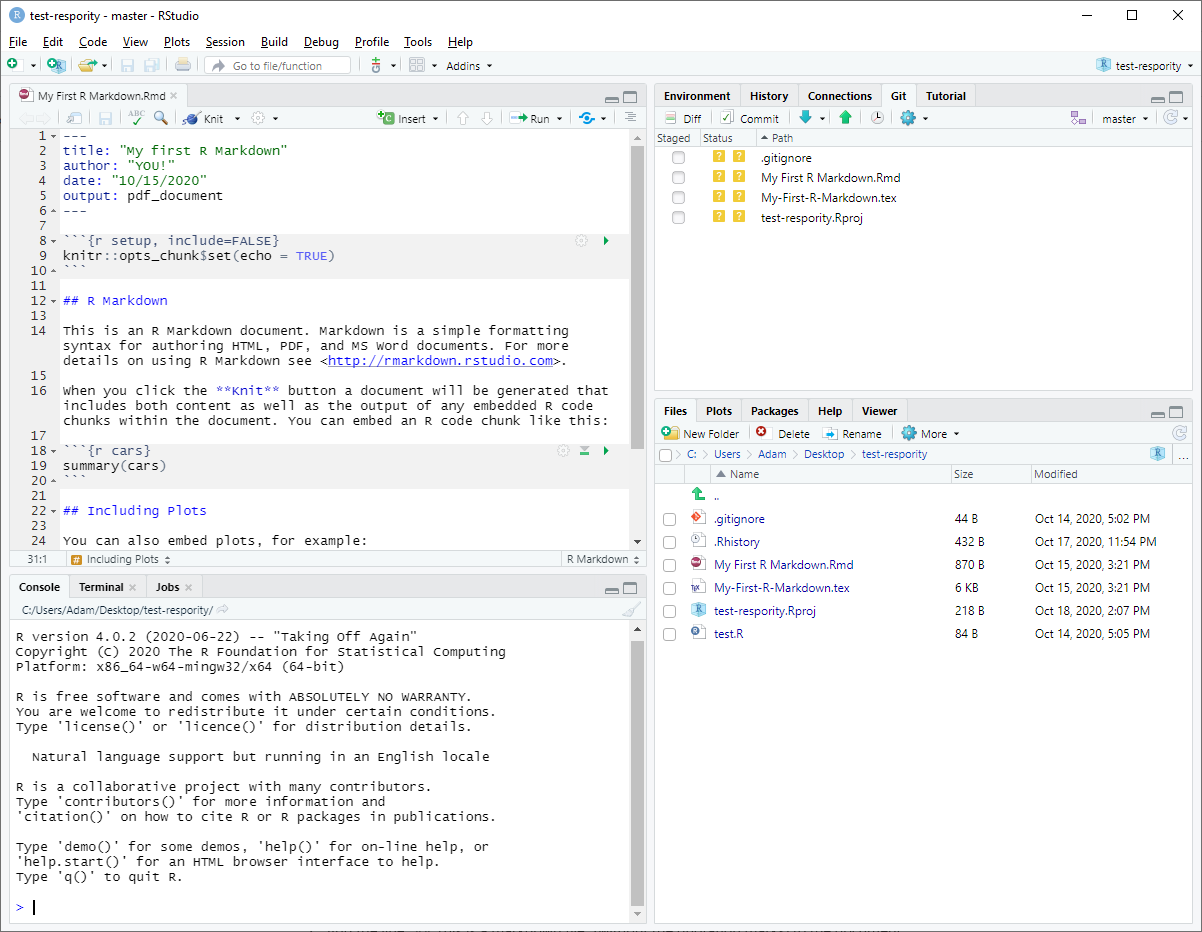 test-respority - master - RStudio
File Edit Code View Plots Session Build Debug Profile Tools Help
Go to file/function Addins test-respority
My First R Markdown.Rmd
ABC Knit Insert Run
1 ---
2 title: "My first R Markdown"
3 author: "YOU!"
4 date: "10/15/2020"
5 output: pdf_document
6 ---
7
8 ```{r setup, include=FALSE}
9 knitr::opts_chunk$set(echo = TRUE)
10 ```
11
12 ## R Markdown
13
14 This is an R Markdown document. Markdown is a simple formatting
syntax for authoring HTML, PDF, and MS Word documents. For more
details on using R Markdown see <http://rmarkdown.rstudio.com>.
15
16 When you click the **Knit** button a document will be generated that
includes both content as well as the output of any embedded R code
chunks within the document. You can embed an R code chunk like this:
17
18 ```{r cars}
19 summary(cars)
20 ```
21
22 ## Including Plots
23
24 You can also embed plots, for example:
31:1 # Including Plots R Markdown
Console Terminal Jobs
C:/Users/Adam/Desktop/test-respority/
R version 4.0.2 (2020-06-22) -- "Taking Off Again"
Copyright (C) 2020 The R Foundation for Statistical Computing
Platform: x86_64-w64-mingw32/x64 (64-bit)
R is free software and comes with ABSOLUTELY NO WARRANTY.
You are welcome to redistribute it under certain conditions.
Type 'license()' or 'licence()' for distribution details.
Natural language support but running in an English locale
R is a collaborative project with many contributors.
Type 'contributors()' for more information and
'citation()' on how to cite R or R packages in publications.
Type 'demo()' for some demos, 'help()' for on-line help, or
'help.start()' for an HTML browser interface to help.
Type 'q()' to quit R.
>
Environment History Connections Git Tutorial
Diff Commit master
Staged Status Path
? ? .gitignore
? ? My First R Markdown.Rmd
? ? My-First-R-Markdown.tex
? ? test-respority.Rproj
Files Plots Packages Help Viewer
New Folder Delete Rename More
C: Users Adam Desktop test-respority ...
Name Size Modified
..
.gitignore 44 B Oct 14, 2020, 5:02 PM
.Rhistory 432 B Oct 17, 2020, 11:54 PM
My First R Markdown.Rmd 870 B Oct 15, 2020, 3:21 PM
My-First-R-Markdown.tex 6 KB Oct 15, 2020, 3:21 PM
test-respority.Rproj 218 B Oct 18, 2020, 2:07 PM
test.R 84 B Oct 14, 2020, 5:05 PM